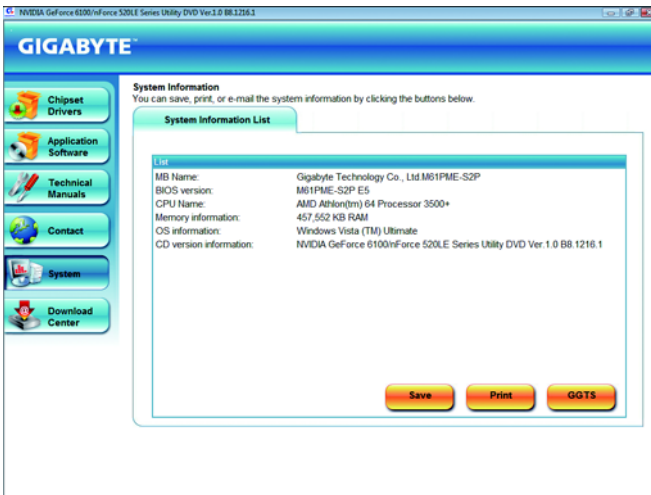 NVIDIA GeForce 6100/nForce 520LE Series Utility DVD Ver.1.0 B8.1216.1
GIGABYTE™
Chipset
Drivers
Application
Software
Technical
Manuals
Contact
System
Download
Center
System Information
You can save, print, or e-mail the system information by clicking the buttons below.
System Information List
List
MB Name: Gigabyte Technology Co., Ltd.M61PME-S2P
BIOS version: M61PME-S2P E5
CPU Name: AMD Athlon(tm) 64 Processor 3500+
Memory information: 457,552 KB RAM
OS information: Windows Vista (TM) Ultimate
CD version information: NVIDIA GeForce 6100/nForce 520LE Series Utility DVD Ver.1.0 B8.1216.1
Save Print GGTS